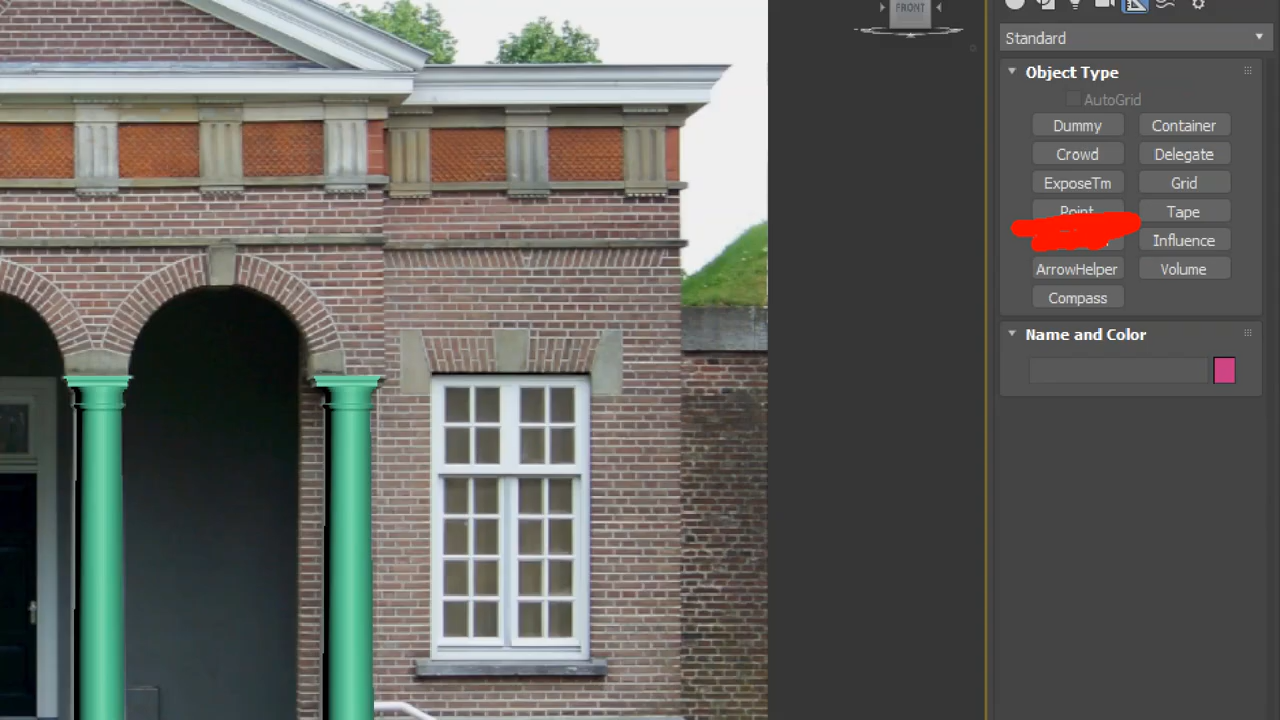 FRONT
Standard
Object Type
AutoGrid
Dummy Container
Crowd Delegate
ExposeTm Grid
Point Tape
Influence
ArrowHelper Volume
Compass
Name and Color